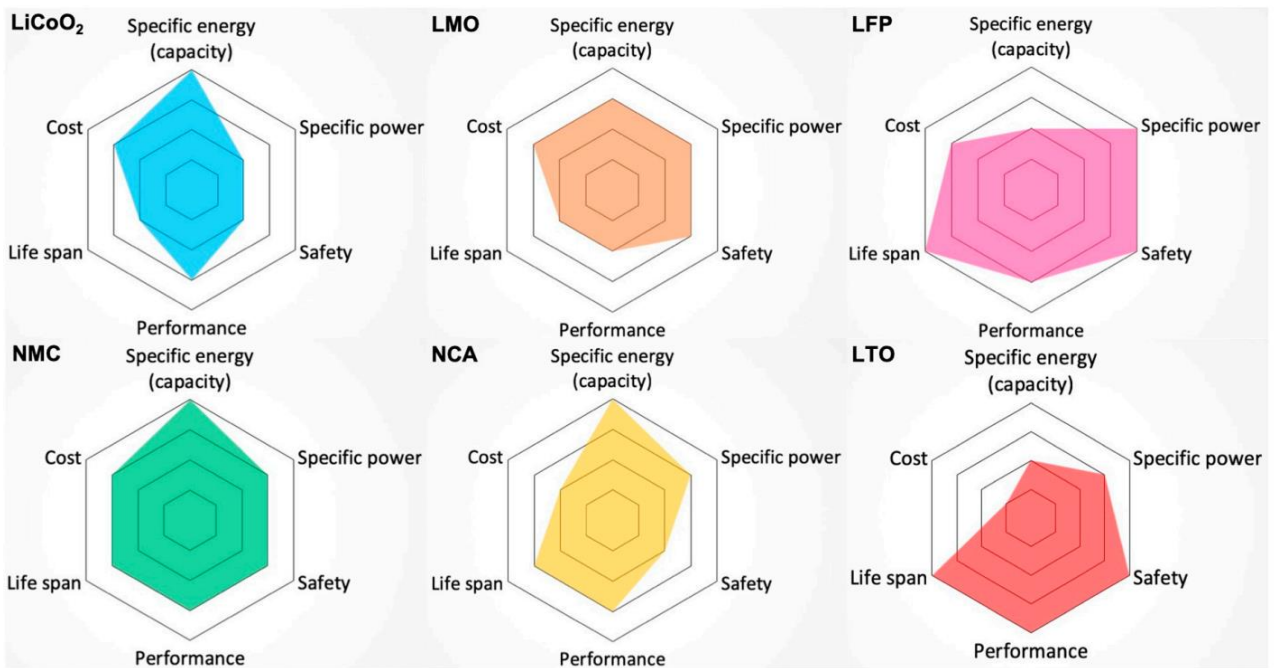 LiCoO₂
Specific energy
(capacity)
Cost
Specific power
Life span
Safety
Performance
LMO
Specific energy
(capacity)
Cost
Specific power
Life span
Safety
Performance
LFP
Specific energy
(capacity)
Cost
Specific power
Life span
Safety
Performance
NMC
Specific energy
(capacity)
Cost
Specific power
Life span
Safety
Performance
NCA
Specific energy
(capacity)
Cost
Specific power
Life span
Safety
Performance
LTO
Specific energy
(capacity)
Cost
Specific power
Life span
Safety
Performance